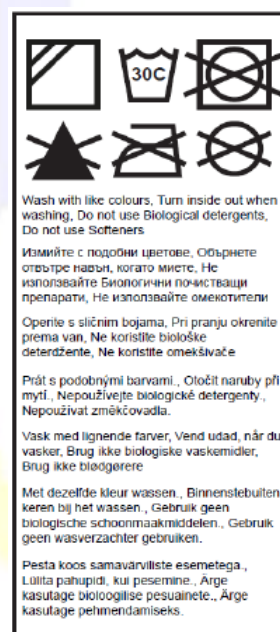 30C
Wash with like colours, Turn inside out when
washing, Do not use Biological detergents,
Do not use Softeners
Измийте с подобни цветове, Обърнете
отвътре навън, когато миете, Не
използвайте Биологични почистващи
препарати, Не използвайте омекотители
Operite s sličnim bojama, Pri pranju okrenite
prema van, Ne koristite biološke
deterdžente, Ne koristite omekšivače
Prát s podobnými barvami., Otočit naruby při
mytí., Nepoužívejte biologické detergenty.,
Nepoužívat změkčovadla.
Vask med lignende farver, Vend udad, når du
vasker, Brug ikke biologiske vaskemidler,
Brug ikke blødgørere
Met dezelfde kleur wassen., Binnenstebuiten
keren bij het wassen., Gebruik geen
biologische schoonmaakmiddelen., Gebruik
geen wasverzachter gebruiken.
Pesta koos samavärviliste esemetega.,
Lülita pahupidi, kui pesemine., Ärge
kasutage bioloogilise pesuainete., Ärge
kasutage pehmendamiseks.